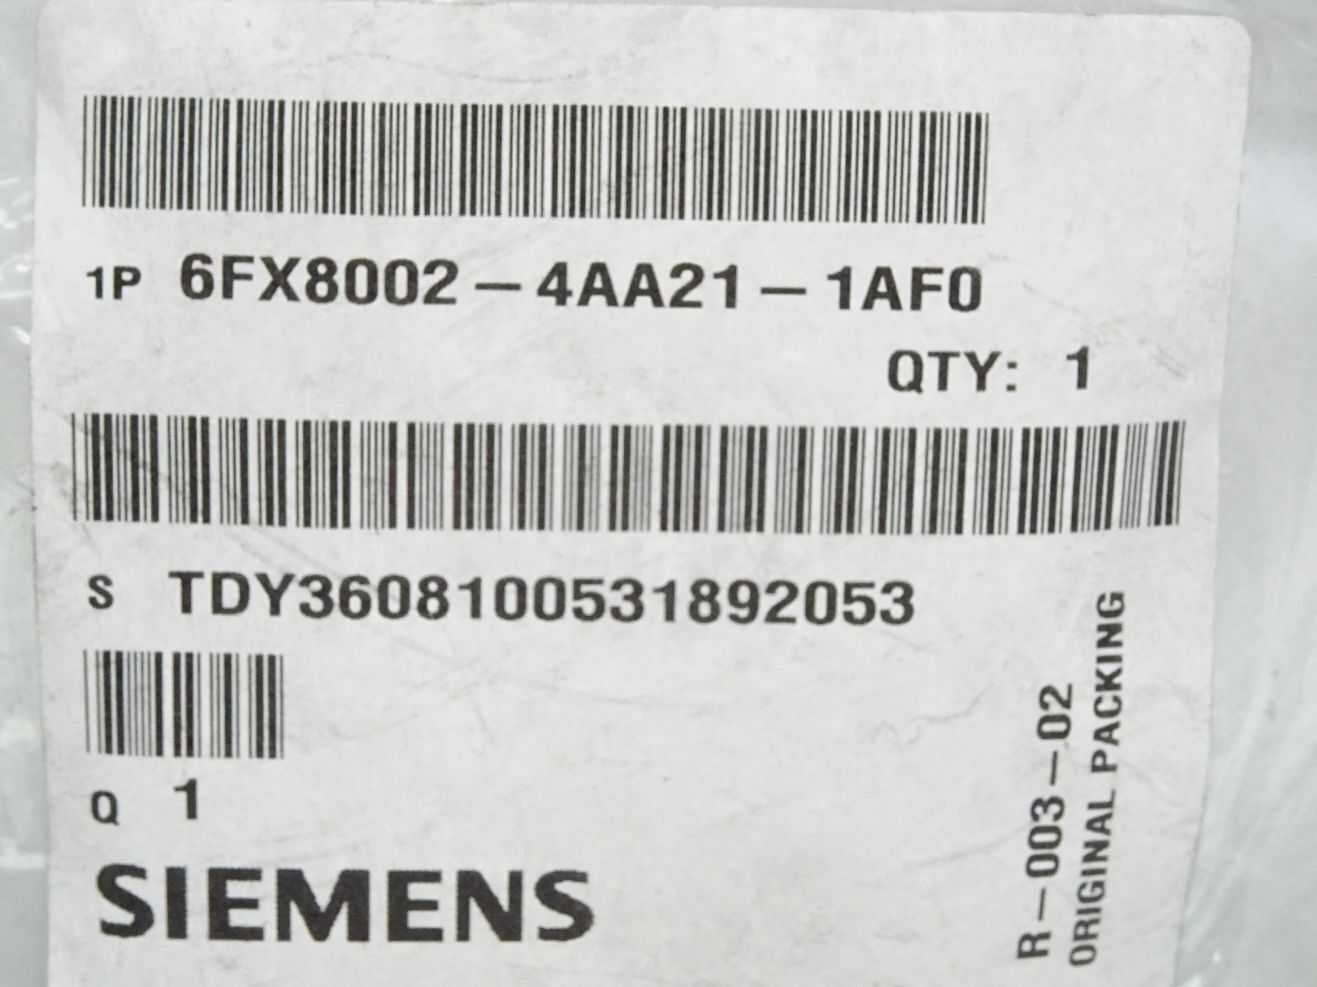 1P 6FX8002-4AA21-1AF0
QTY: 1
S TDY3608100531892053
Q 1
SIEMENS
R-003-02
ORIGINAL PACKING